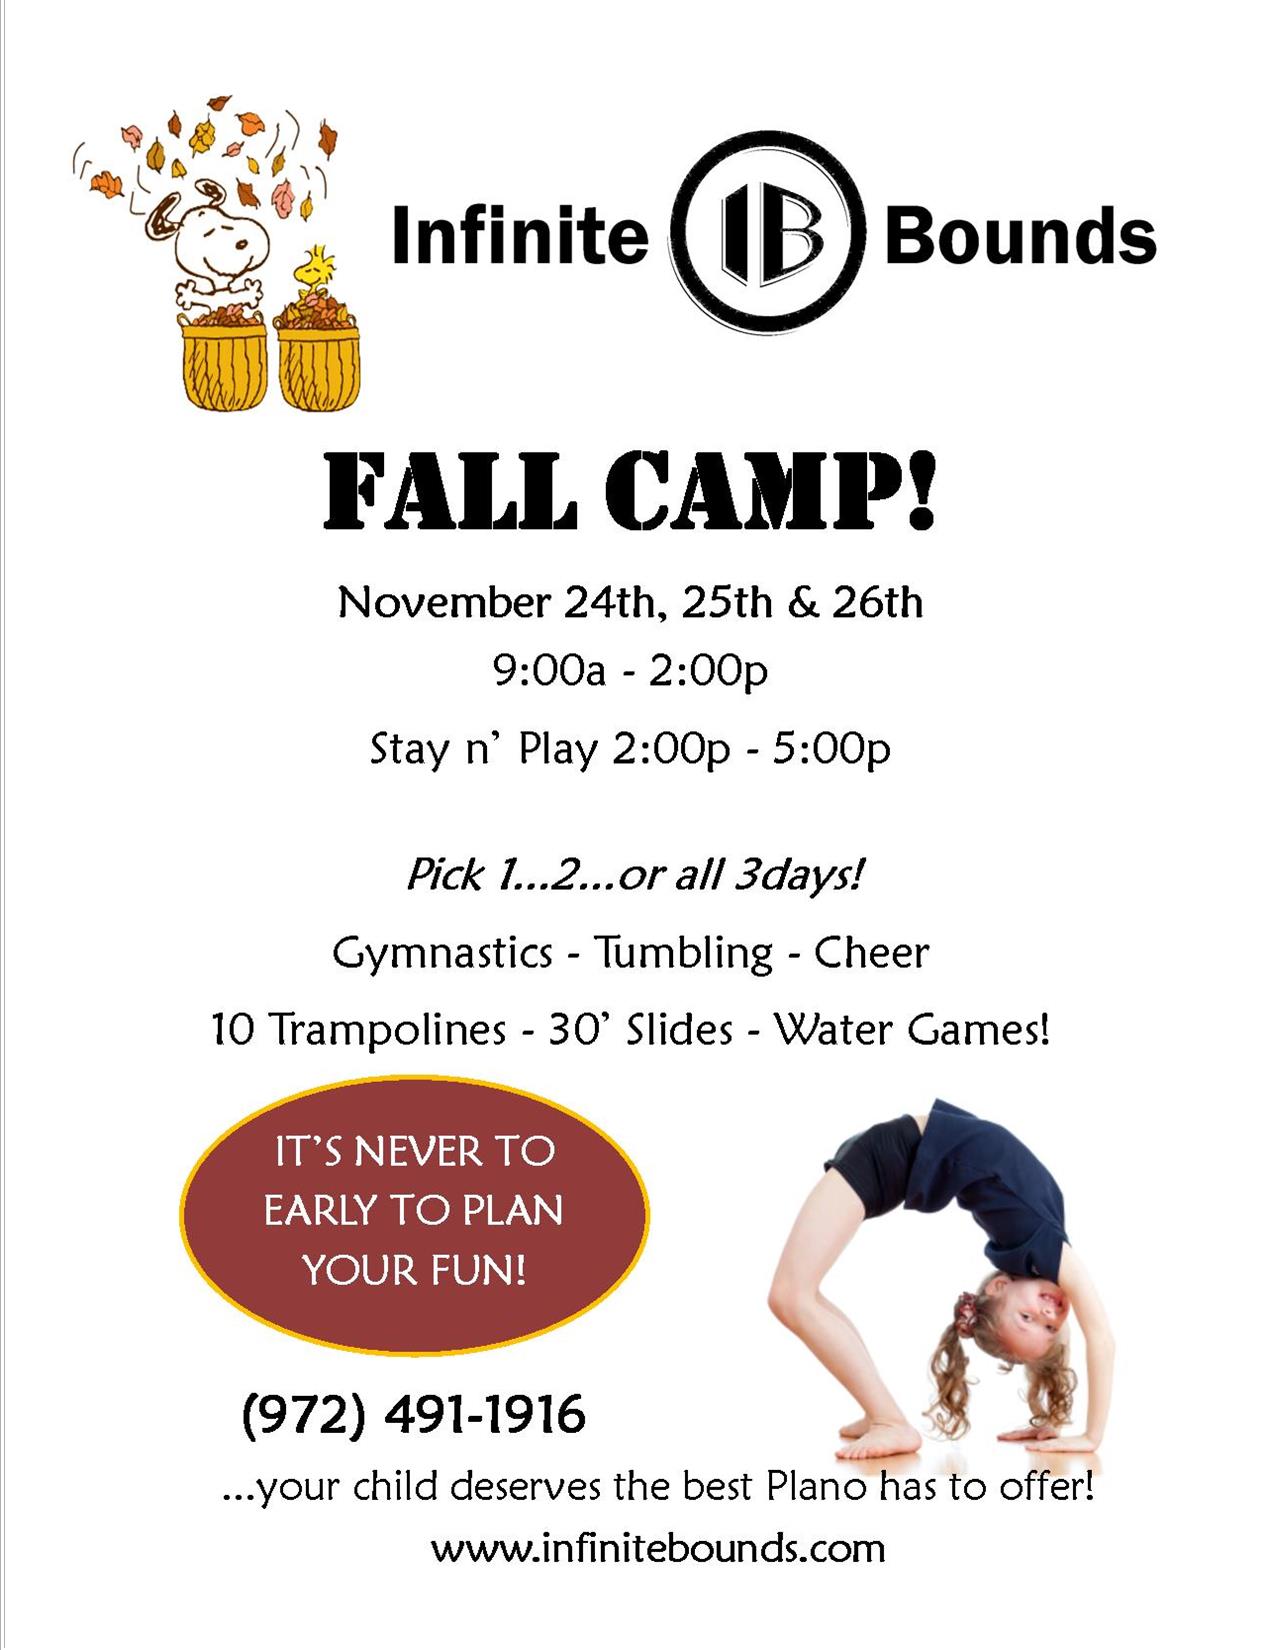 Infinite IB Bounds
FALL CAMP!
November 24th, 25th & 26th
9:00a - 2:00p
Stay n’ Play 2:00p - 5:00p
Pick 1...2...or all 3days!
Gymnastics - Tumbling - Cheer
10 Trampolines - 30’ Slides - Water Games!
IT’S NEVER TO
EARLY TO PLAN
YOUR FUN!
(972) 491-1916
...your child deserves the best Plano has to offer!
www.infinitebounds.com